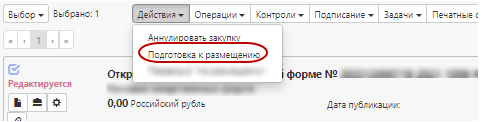 Выбор Выбрано: 1 Действия Операции Контроли Подписание Задачи Печатные
« ‹ 1 › »
Аннулировать закупку
Подготовка к размещению
Редактируется
й форме №
0,00 Российский рубль Дата публикации: